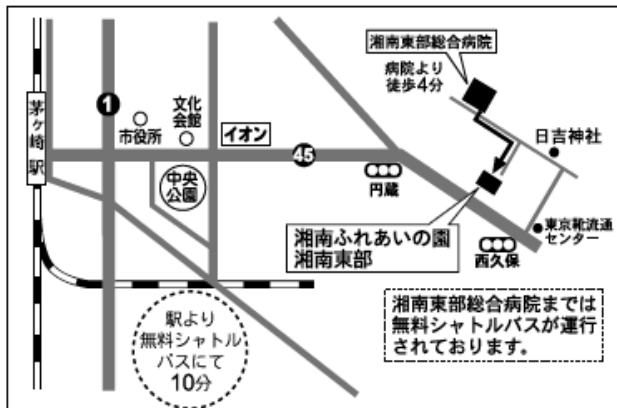 湘南東部総合病院
病院より
徒歩4分
日吉神社
茅ヶ崎駅
1
市役所
文化
会館
イオン
45
中央
公園
円蔵
湘南ふれあいの園
湘南東部
東京靴流通
センター
西久保
駅より
無料シャトル
バスにて
10分
湘南東部総合病院までは
無料シャトルバスが運行
されております。